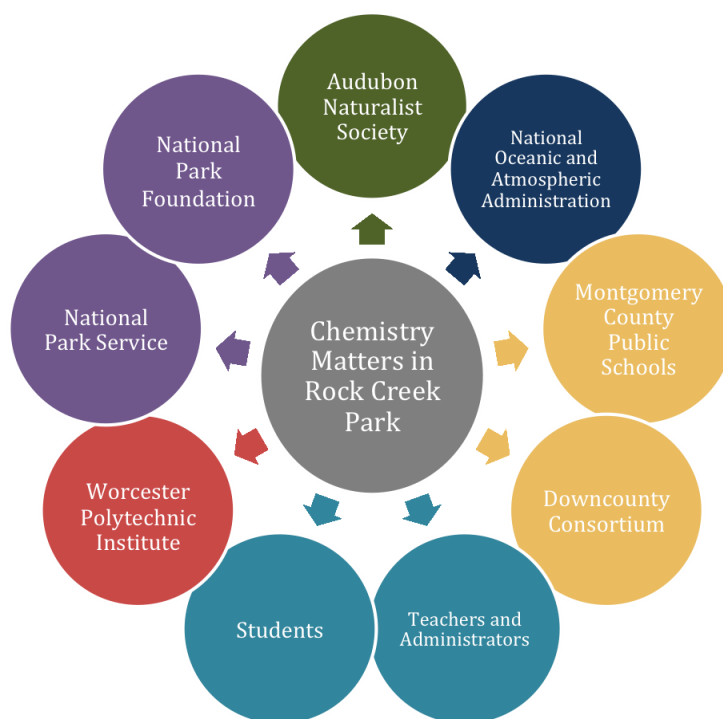 Audubon
Naturalist
Society
National
Oceanic and
Atmospheric
Administration
Montgomery
County
Public
Schools
Downcounty
Consortium
Teachers and
Administrators
Students
Worcester
Polytechnic
Institute
National
Park Service
National
Park
Foundation
Chemistry
Matters in
Rock Creek
Park